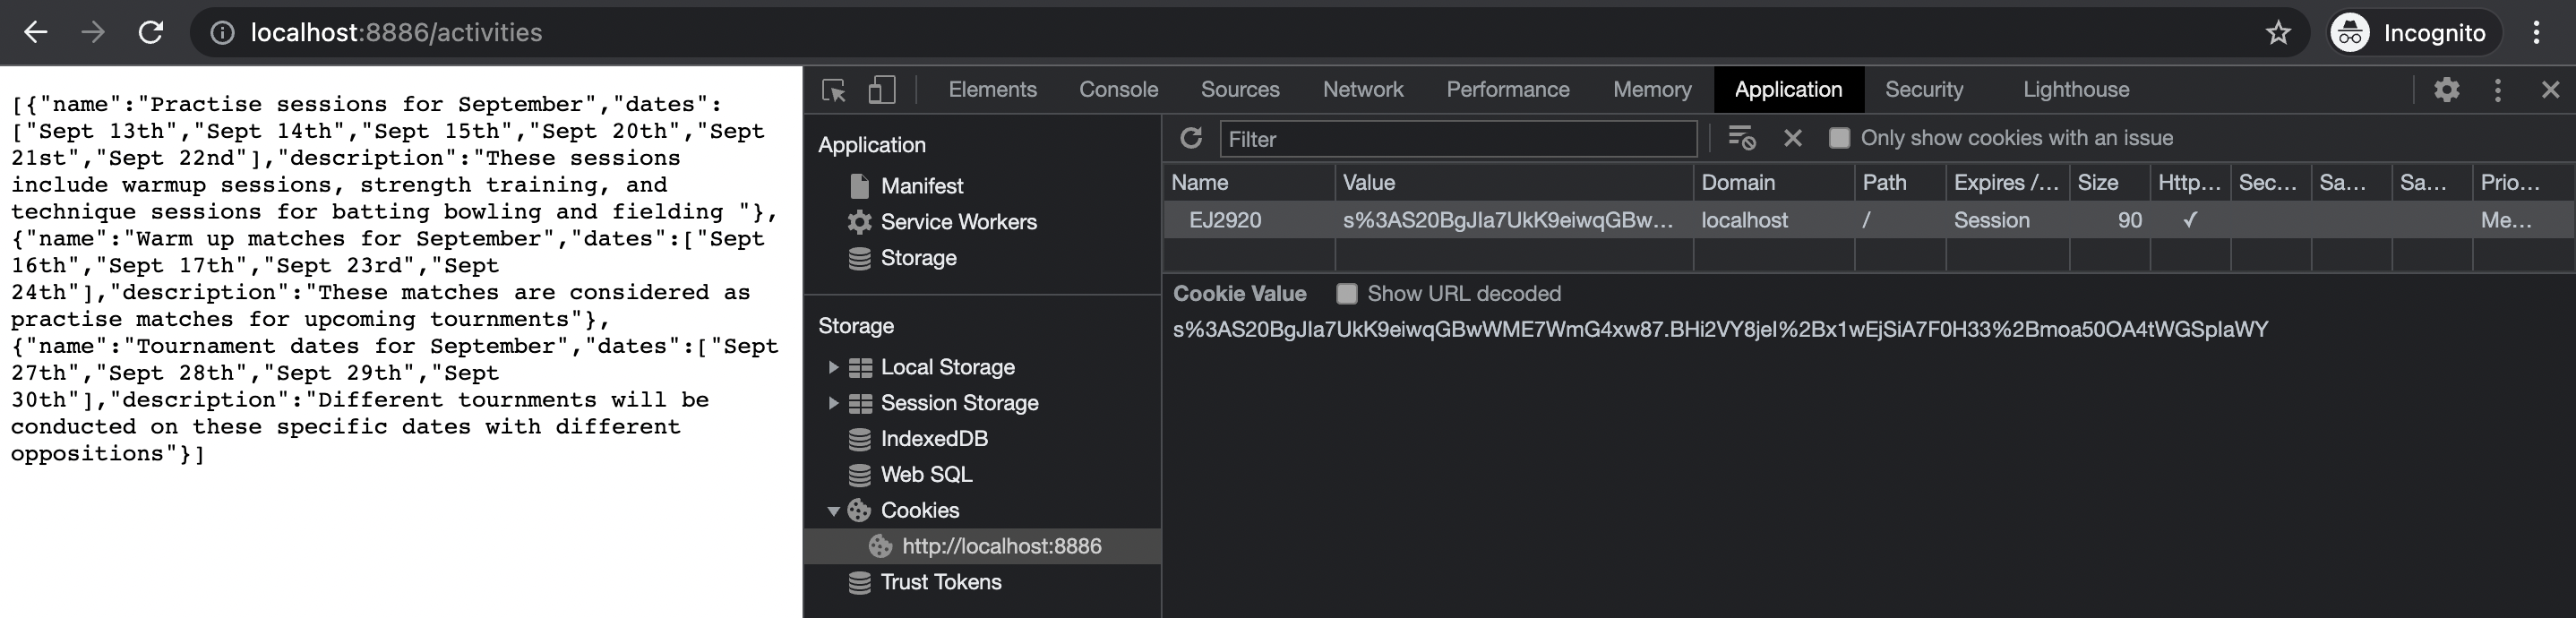 localhost:8886/activities
Incognito
[{"name":"Practise sessions for September","dates":
["Sept 13th","Sept 14th","Sept 15th","Sept 20th","Sept
21st","Sept 22nd"],"description":"These sessions
include warmup sessions, strength training, and
technique sessions for batting bowling and fielding "},
{"name":"Warm up matches for September","dates":["Sept
16th","Sept 17th","Sept 23rd","Sept
24th"],"description":"These matches are considered as
practise matches for upcoming tournments"},
{"name":"Tournament dates for September","dates":["Sept
27th","Sept 28th","Sept 29th","Sept
30th"],"description":"Different tournments will be
conducted on these specific dates with different
oppositions"}]
Elements Console Sources Network Performance Memory Application Security Lighthouse
Application
Manifest
Service Workers
Storage
Storage
Local Storage
Session Storage
IndexedDB
Web SQL
Cookies
http://localhost:8886
Trust Tokens
Filter
Only show cookies with an issue
Name Value Domain Path Expires /... Size Http... Sec... Sa... Sa... Prio...
EJ2920 s%3AS20BgJIa7UkK9eiwqGBw... localhost / Session 90 ✓ Me...
Cookie Value Show URL decoded
s%3AS20BgJIa7UkK9eiwqGBwWME7WmG4xw87.BHi2VY8jeI%2Bx1wEjSiA7F0H33%2Bmoa50OA4tWGSpIaWY